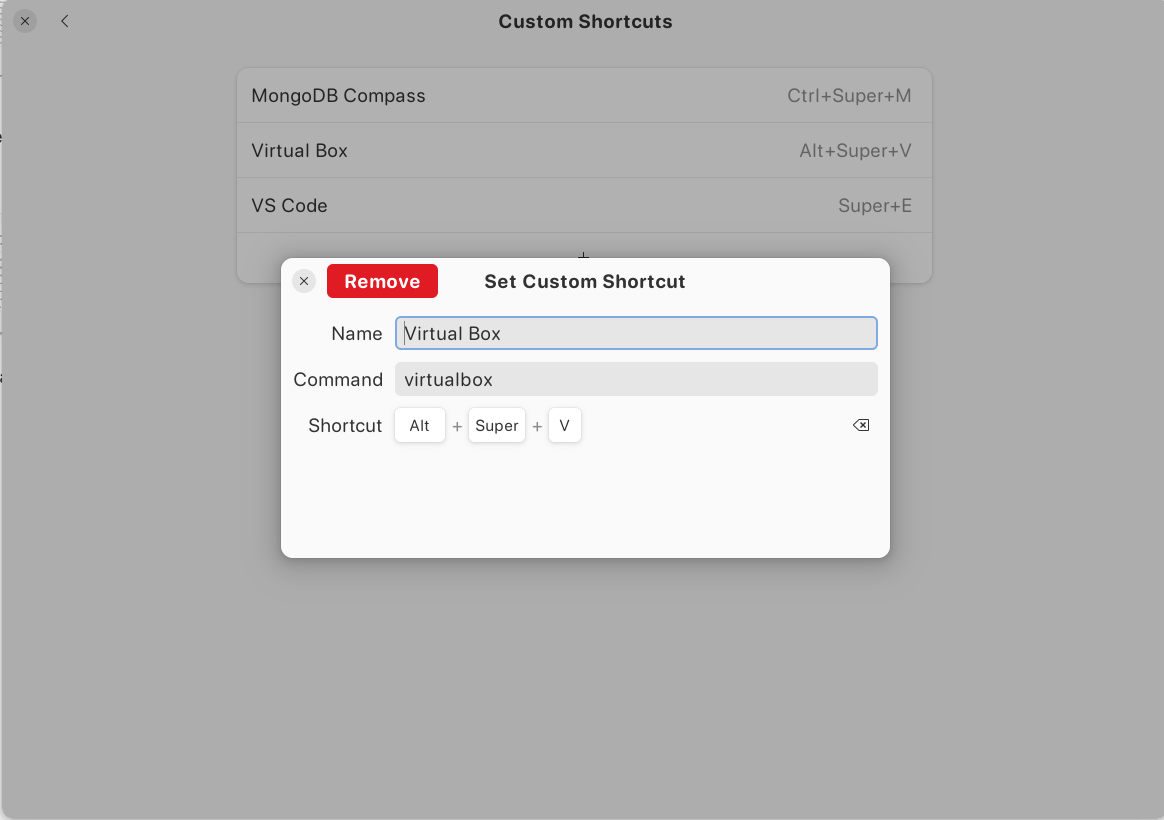 Custom Shortcuts
MongoDB Compass Ctrl+Super+M
Virtual Box Alt+Super+V
VS Code Super+E
Remove Set Custom Shortcut
Name Virtual Box
Command virtualbox
Shortcut Alt + Super + V